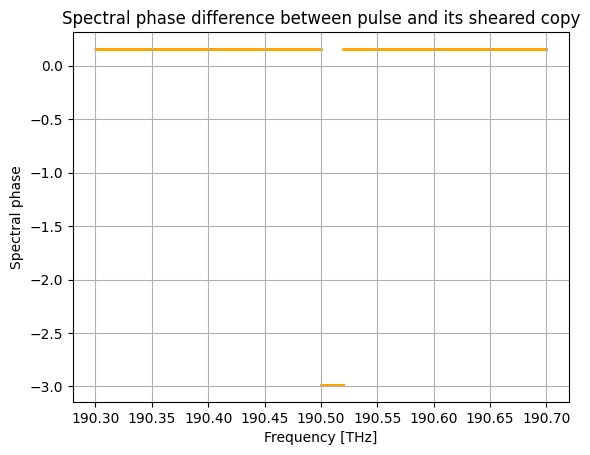 Spectral phase difference between pulse and its sheared copy
Spectral phase
0.0
−0.5
−1.0
−1.5
−2.0
−2.5
−3.0
190.30 190.35 190.40 190.45 190.50 190.55 190.60 190.65 190.70
Frequency [THz]